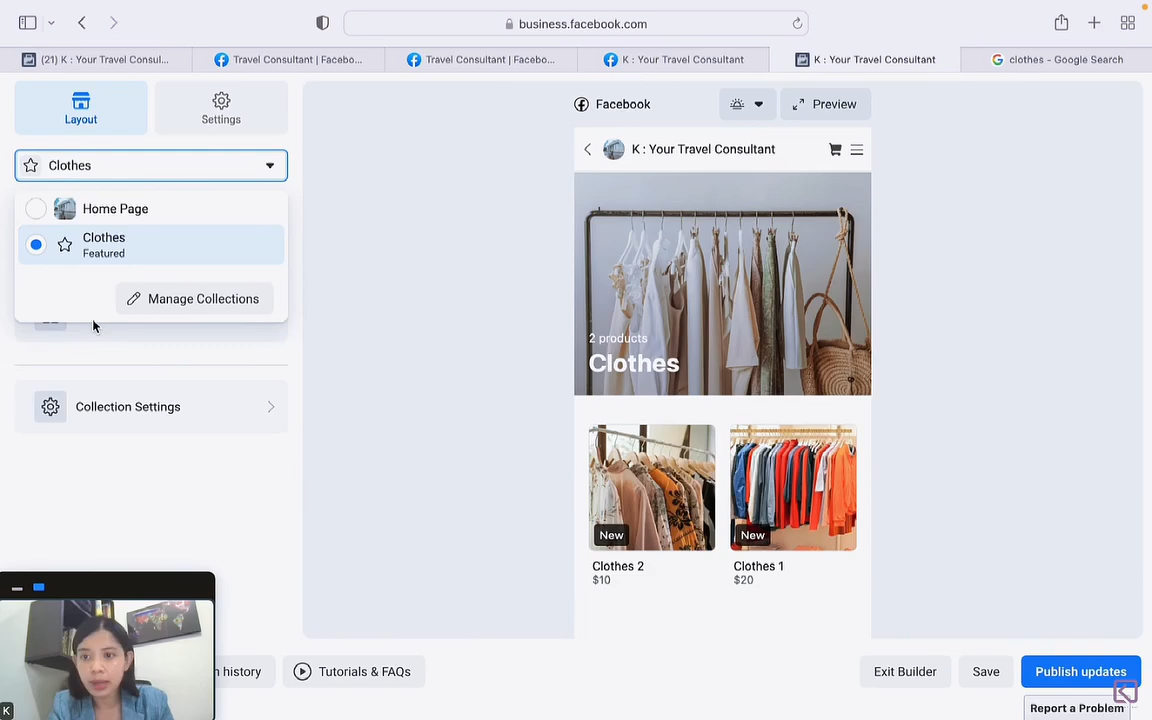 business.facebook.com
(21) K : Your Travel Consul...
Travel Consultant | Facebo...
Travel Consultant | Facebo...
K : Your Travel Consultant
K : Your Travel Consultant
clothes - Google Search
Layout
Settings
Clothes
Home Page
Clothes
Featured
Manage Collections
Collection Settings
Facebook
Preview
K : Your Travel Consultant
2 products
Clothes
New
New
Clothes 2
$10
Clothes 1
$20
n history
Tutorials & FAQs
Exit Builder
Save
Publish updates
Report a Problem
K